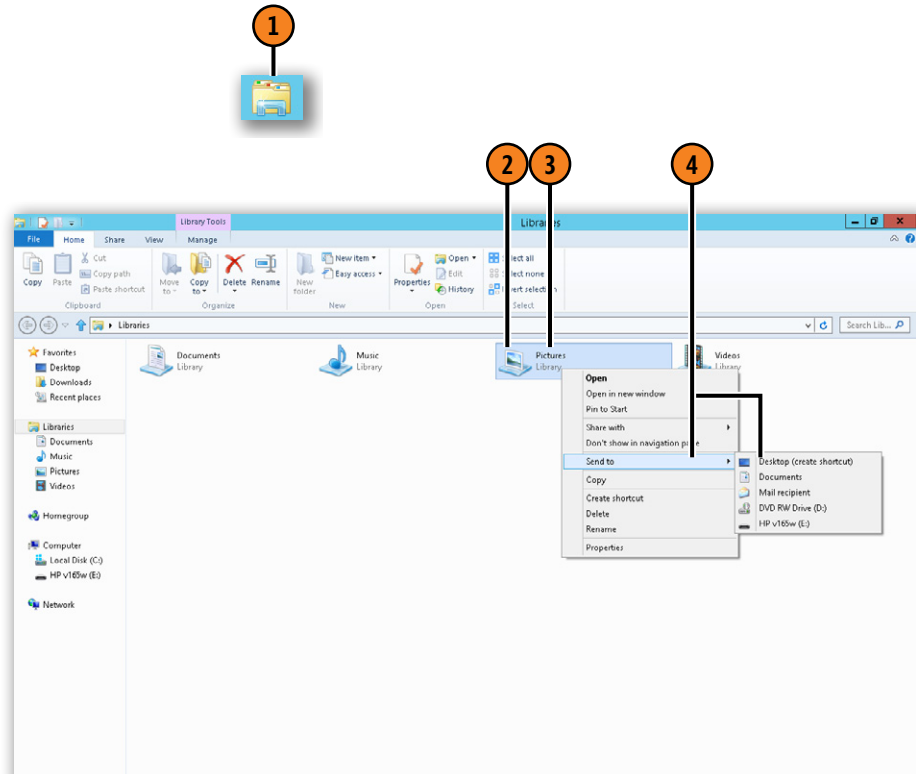 1
2
3
4
Library Tools
Libraries
File
Home
Share
View
Manage
Copy
Paste
Cut
Copy path
Paste shortcut
Clipboard
Move to
Copy to
Delete
Rename
Organize
New folder
New item
Easy access
New
Properties
Open
Edit
History
Open
lect all
lect none
ert selection
Select
Libraries
Search Lib...
Favorites
Desktop
Downloads
Recent places
Libraries
Documents
Music
Pictures
Videos
Homegroup
Computer
Local Disk (C:)
HP v165w (E:)
Network
Documents
Library
Music
Library
Pictures
Library
Videos
Library
Open
Open in new window
Pin to Start
Share with
Don't show in navigation pane
Send to
Copy
Create shortcut
Delete
Rename
Properties
Desktop (create shortcut)
Documents
Mail recipient
DVD RW Drive (D:)
HP v165w (E:)